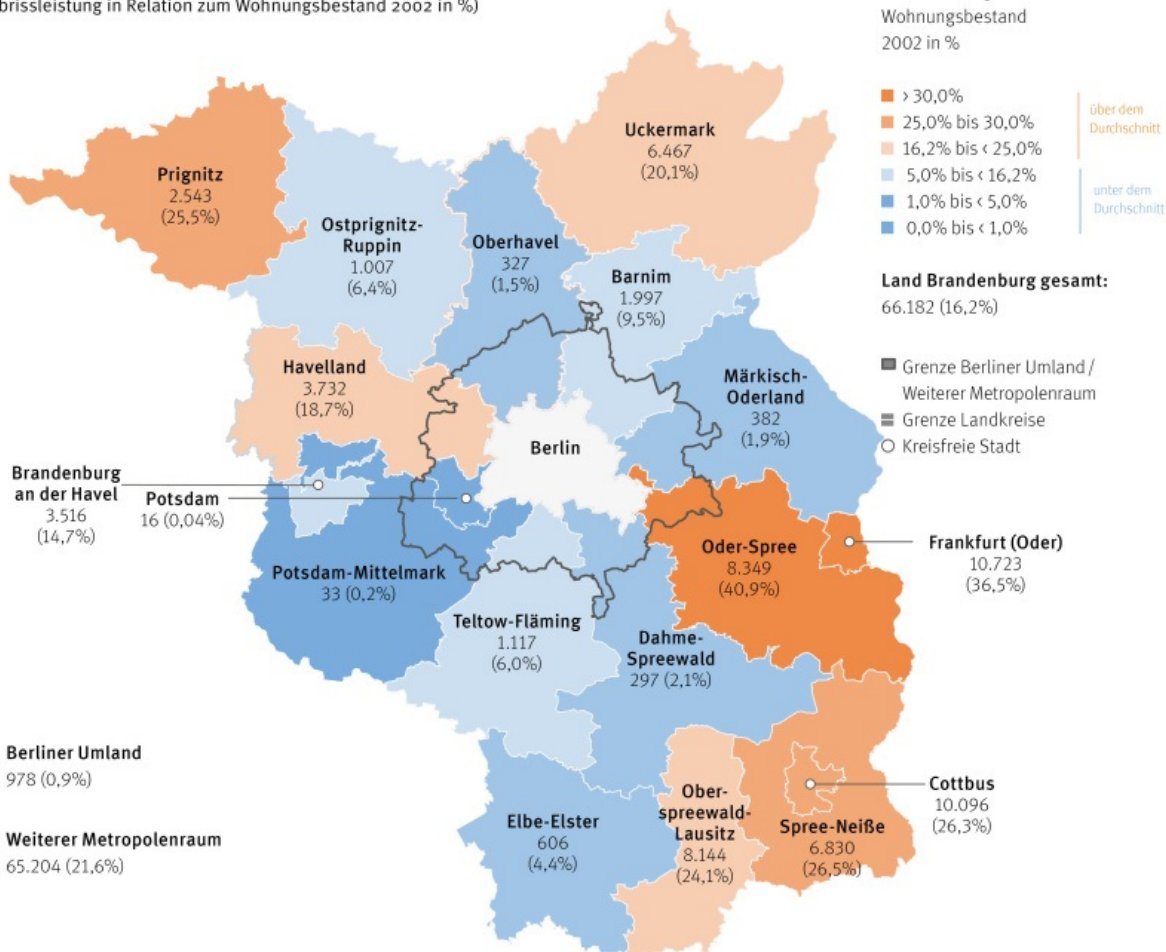 brissleistung in Relation zum Wohnungsbestand 2002 in %)
Wohnungsbestand
2002 in %
> 30,0%
25,0% bis 30,0%
16,2% bis < 25,0%
5,0% bis < 16,2%
1,0% bis < 5,0%
0,0% bis < 1,0%
über dem
Durchschnitt
unter dem
Durchschnitt
Land Brandenburg gesamt:
66.182 (16,2%)
Grenze Berliner Umland /
Weiterer Metropolenraum
Grenze Landkreise
Kreisfreie Stadt
Uckermark
6.467
(20,1%)
Prignitz
2.543
(25,5%)
Ostprignitz-
Ruppin
1.007
(6,4%)
Oberhavel
327
(1,5%)
Barnim
1.997
(9,5%)
Havelland
3.732
(18,7%)
Märkisch-
Oderland
382
(1,9%)
Berlin
Brandenburg
an der Havel
3.516
(14,7%)
Potsdam
16 (0,04%)
Oder-Spree
8.349
(40,9%)
Frankfurt (Oder)
10.723
(36,5%)
Potsdam-Mittelmark
33 (0,2%)
Teltow-Fläming
1.117
(6,0%)
Dahme-
Spreewald
297 (2,1%)
Berliner Umland
978 (0,9%)
Weiterer Metropolenraum
65.204 (21,6%)
Elbe-Elster
606
(4,4%)
Ober-
spreewald-
Lausitz
8.144
(24,1%)
Spree-Neiße
6.830
(26,5%)
Cottbus
10.096
(26,3%)